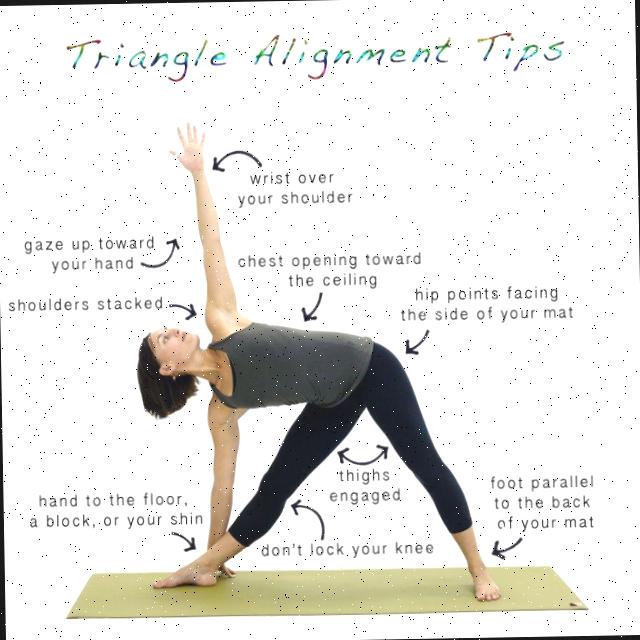 Triangle Alignment Tips
wrist over
your shoulder
gaze up toward
your hand
chest opening toward
the ceiling
shoulders stacked
hip points facing
the side of your mat
thighs
engaged
foot parallel
to the back
of your mat
hand to the floor,
a block, or your shin
don't lock your knee